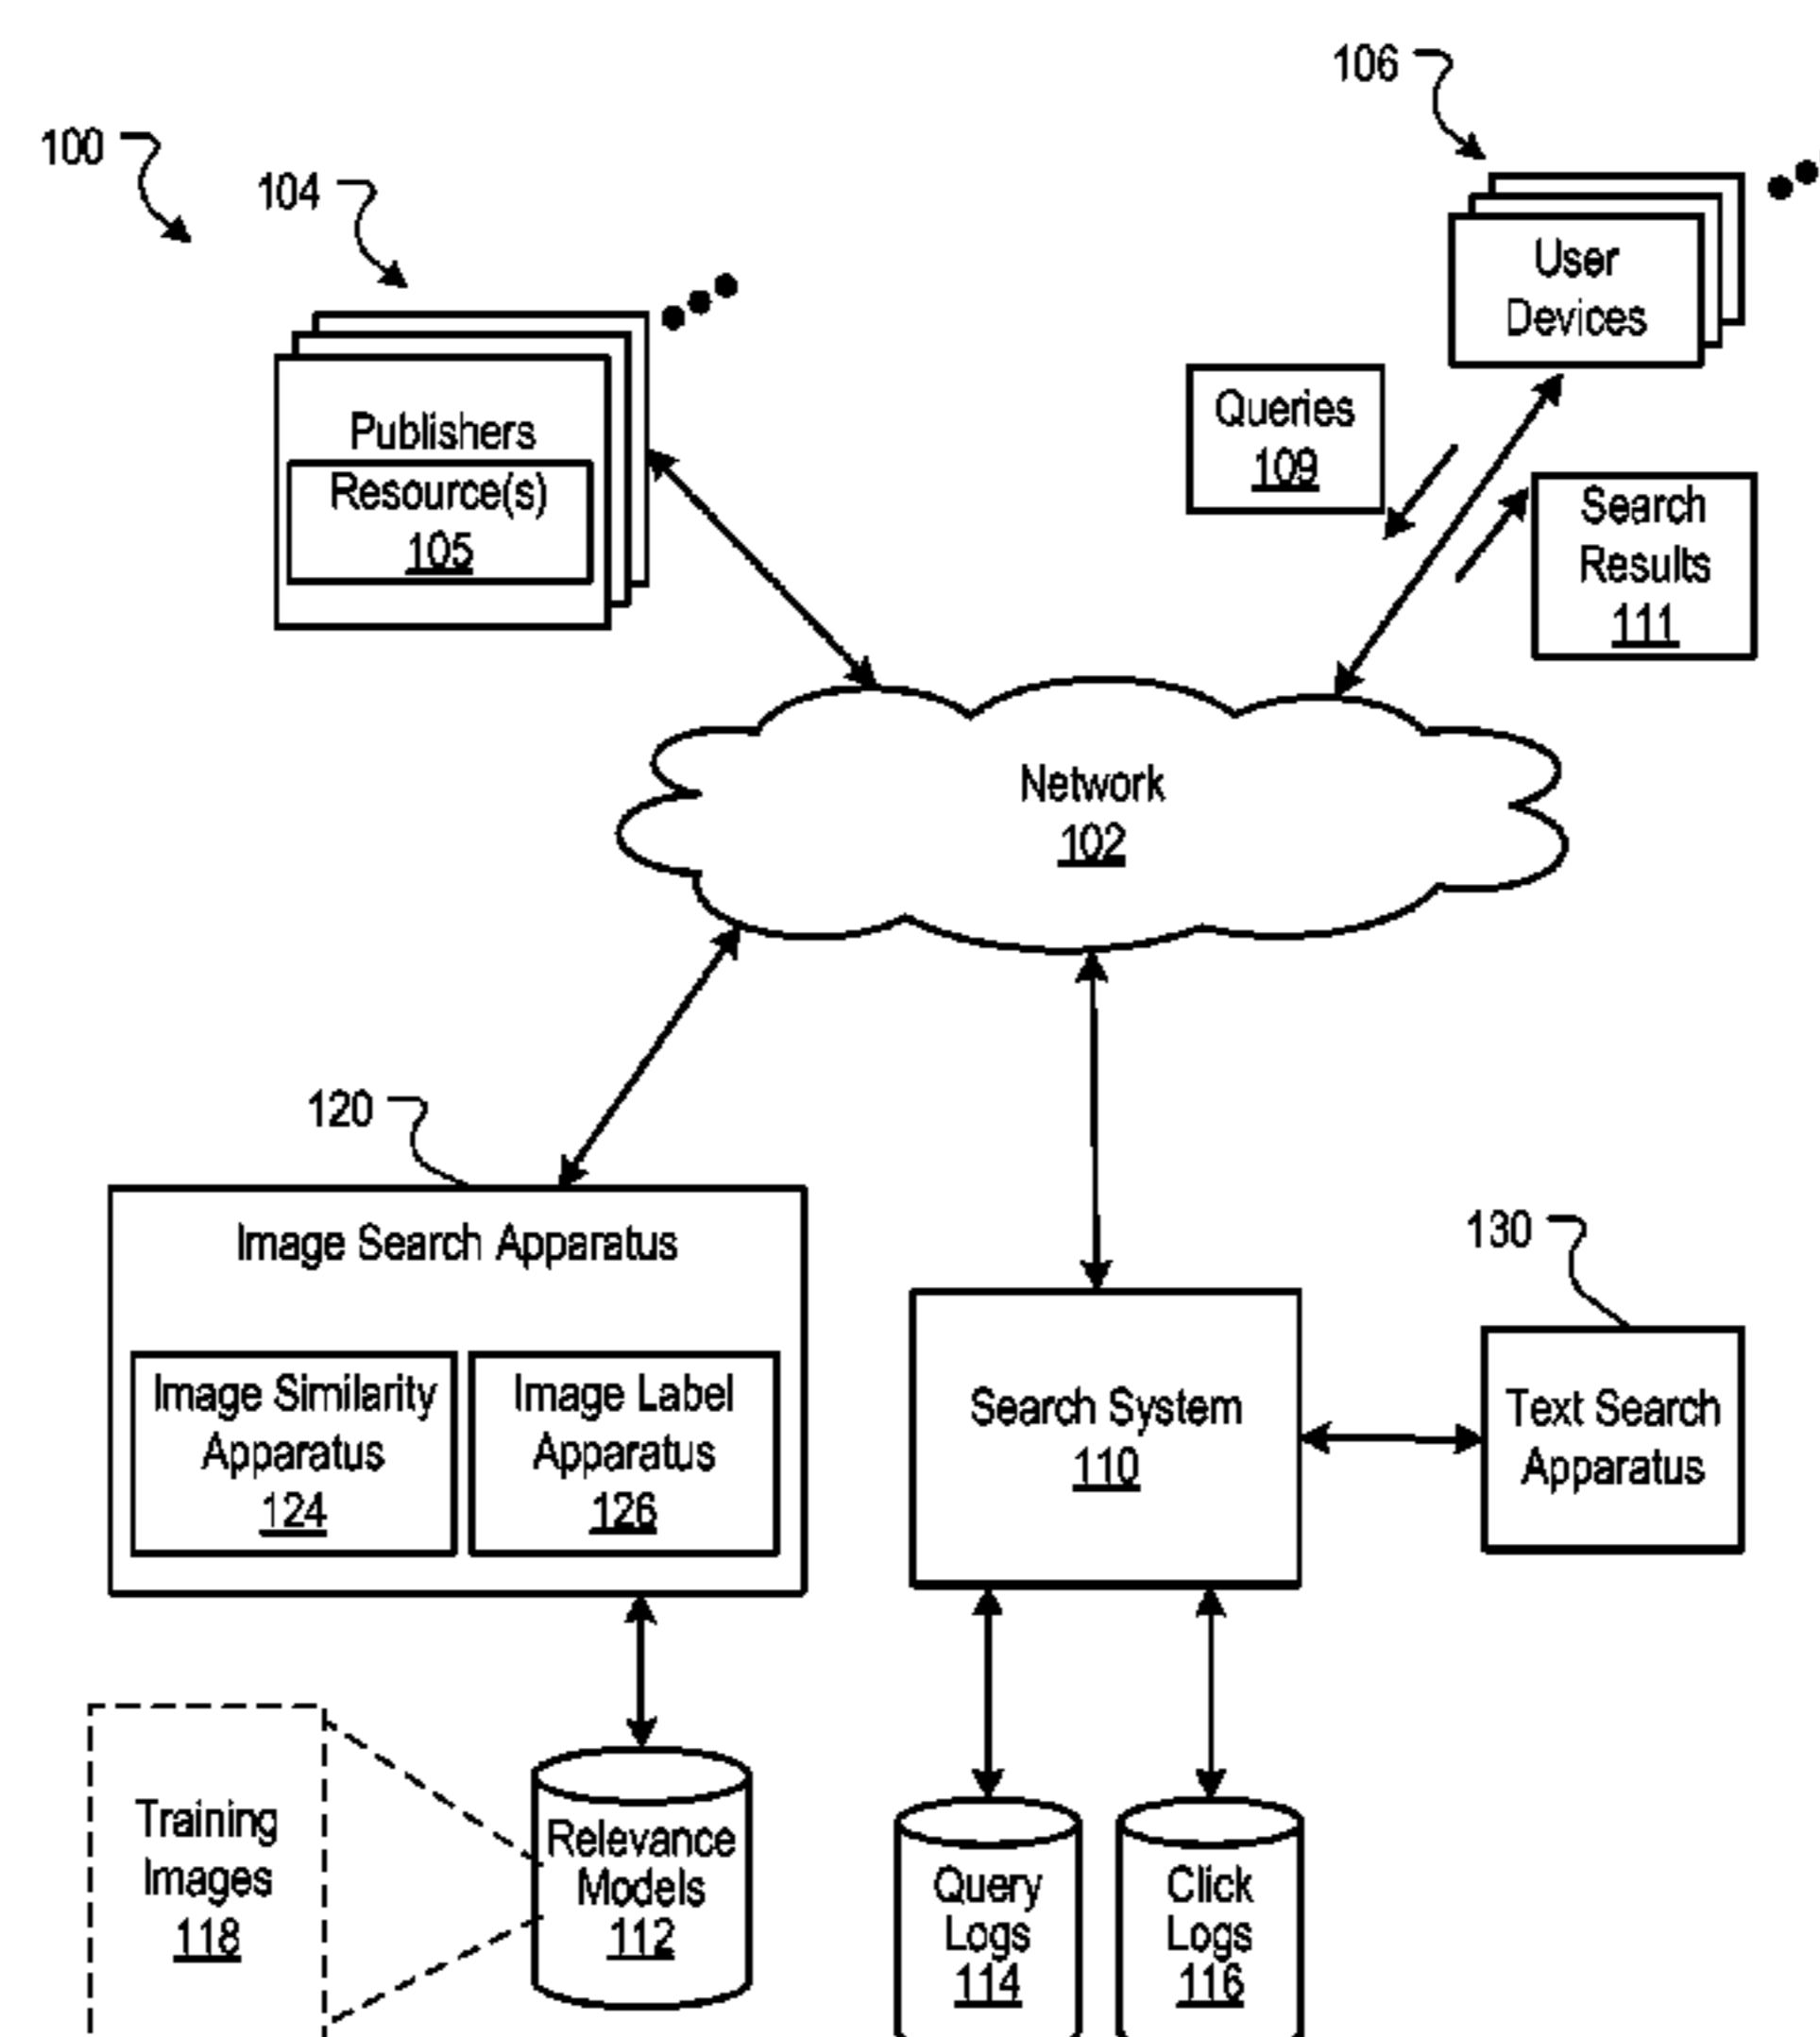 106
100
104
User
Devices
Queries
109
Publishers
Resource(s)
105
Search
Results
111
Network
102
120
Image Search Apparatus
130
Image Similarity
Apparatus
124
Image Label
Apparatus
126
Search System
110
Text Search
Apparatus
Training
Images
118
Relevance
Models
112
Query
Logs
114
Click
Logs
116